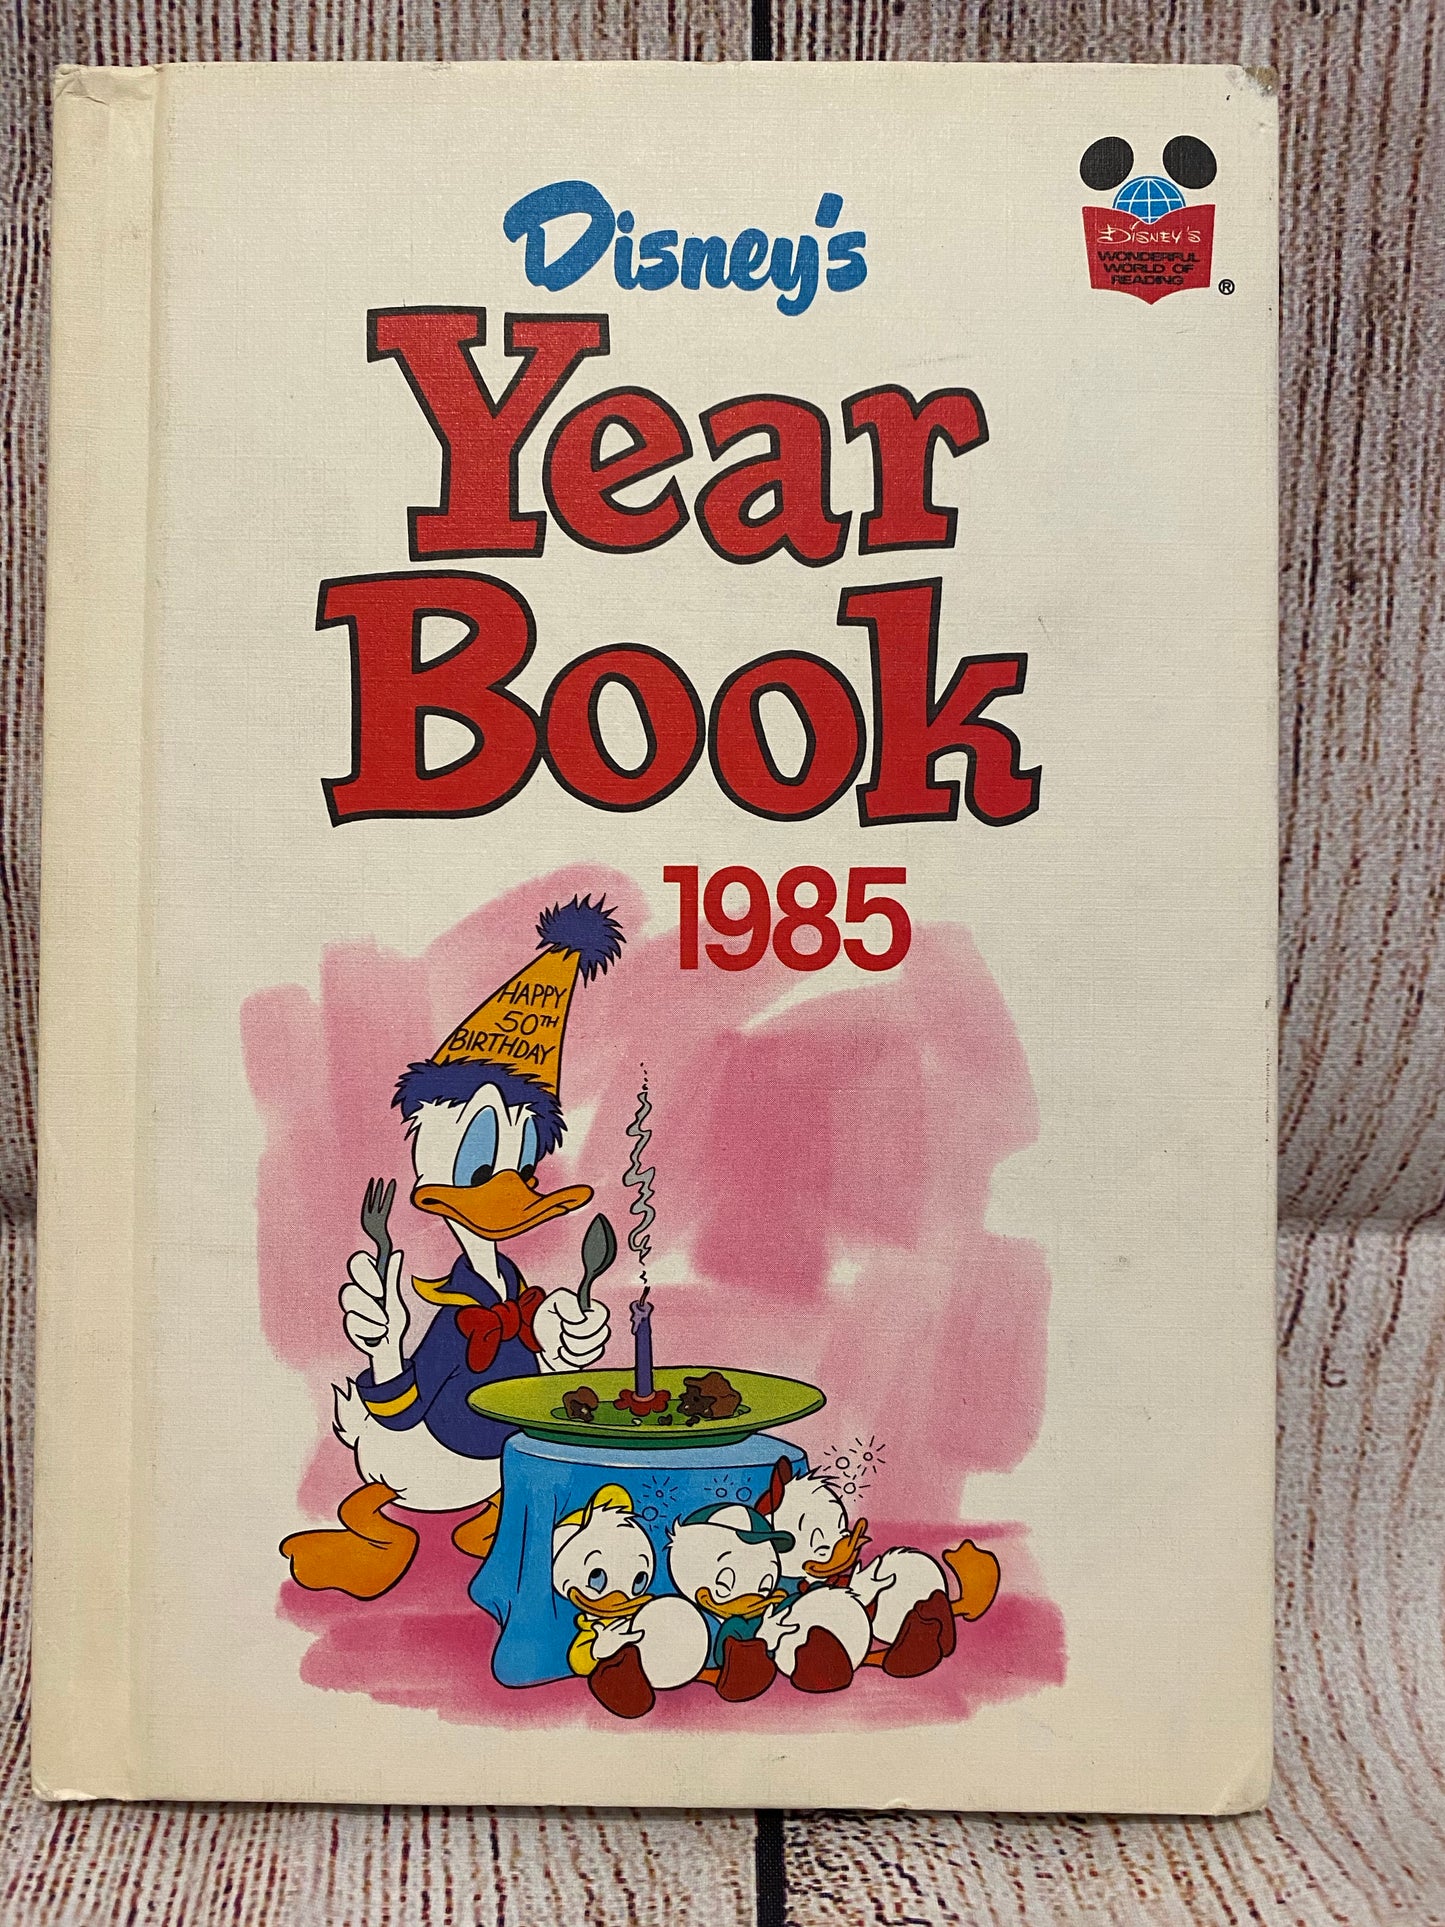 Disney's
Year
Book
1985
DISNEY'S
WONDERFUL
WORLD OF
READING
®
HAPPY
50TH
BIRTHDAY